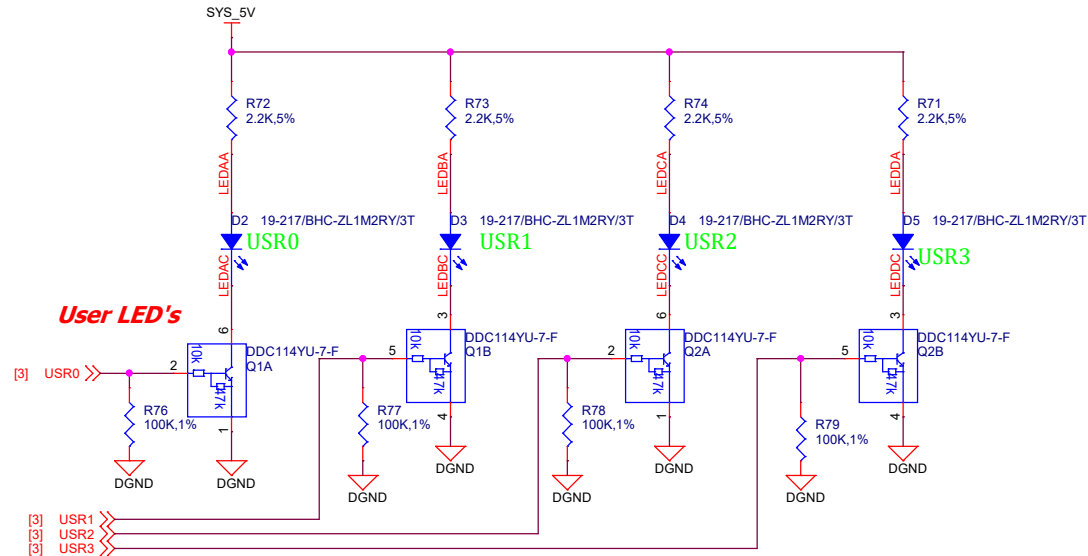 SYS_5V
R72
2.2K,5%
R73
2.2K,5%
R74
2.2K,5%
R71
2.2K,5%
LEDAA
LEDBA
LEDCA
LEDDA
D2 19-217/BHC-ZL1M2RY/3T
D3 19-217/BHC-ZL1M2RY/3T
D4 19-217/BHC-ZL1M2RY/3T
D5 19-217/BHC-ZL1M2RY/3T
USR0
USR1
USR2
USR3
LEDAC
LEDBC
LEDCC
LEDDC
User LED's
6
3
6
3
DDC114YU-7-F
Q1A
DDC114YU-7-F
Q1B
DDC114YU-7-F
Q2A
DDC114YU-7-F
Q2B
10k
47k
10k
47k
10k
47k
10k
47k
[3] USR0
2
5
2
5
R76
100K,1%
R77
100K,1%
R78
100K,1%
R79
100K,1%
1
4
1
4
DGND
DGND
DGND
DGND
DGND
DGND
DGND
DGND
[3] USR1
[3] USR2
[3] USR3